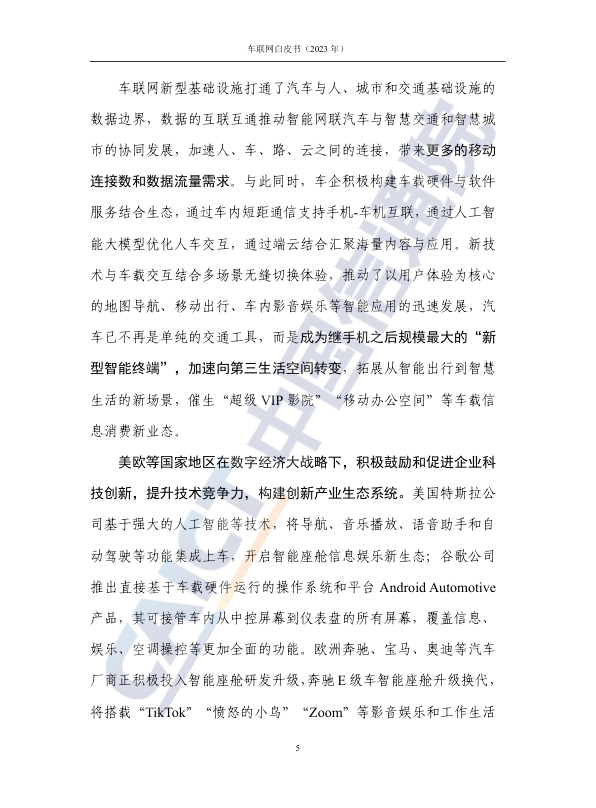 车联网白皮书（2023 年）
车联网新型基础设施打通了汽车与人、城市和交通基础设施的
数据边界，数据的互联互通推动智能网联汽车与智慧交通和智慧城
市的协同发展，加速人、车、路、云之间的连接，带来更多的移动
连接数和数据流量需求。与此同时，车企积极构建车载硬件与软件
服务结合生态，通过车内短距通信支持手机-车机互联，通过人工智
能大模型优化人车交互，通过端云结合汇聚海量内容与应用。新技
术与车载交互结合多场景无缝切换体验，推动了以用户体验为核心
的地图导航、移动出行、车内影音娱乐等智能应用的迅速发展，汽
车已不再是单纯的交通工具，而是成为继手机之后规模最大的“新
型智能终端”，加速向第三生活空间转变，拓展从智能出行到智慧
生活的新场景，催生“超级 VIP 影院”“移动办公空间”等车载信
息消费新业态。
美欧等国家地区在数字经济大战略下，积极鼓励和促进企业科
技创新，提升技术竞争力，构建创新产业生态系统。美国特斯拉公
司基于强大的人工智能等技术，将导航、音乐播放、语音助手和自
动驾驶等功能集成上车，开启智能座舱信息娱乐新生态；谷歌公司
推出直接基于车载硬件运行的操作系统和平台 Android Automotive
产品，其可接管车内从中控屏幕到仪表盘的所有屏幕，覆盖信息、
娱乐、空调操控等更加全面的功能。欧洲奔驰、宝马、奥迪等汽车
厂商正积极投入智能座舱研发升级，奔驰 E 级车智能座舱升级换代，
将搭载“TikTok”“愤怒的小鸟”“Zoom”等影音娱乐和工作生活
5
CAICT 中国信通院